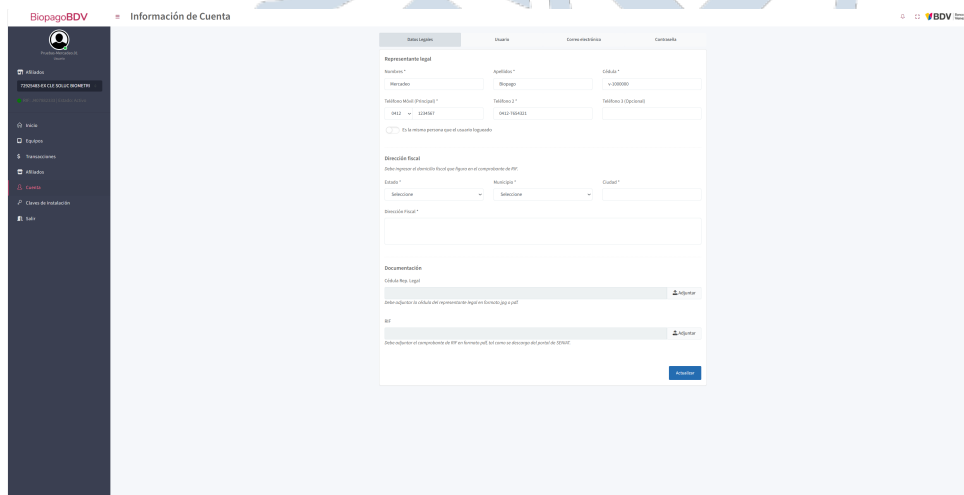 BiopagoBDV
Información de Cuenta
BDV
Afiliados
Inicio
Equipos
Transacciones
Afiliados
Cuenta
Claves de Instalación
Salir
Datos Legales Usuario Correo electrónico Contraseña
Representante legal
Nombres * Apellidos * Cédula *
Mercadeo Biopago v-1000000
Teléfono Móvil (Principal) * Teléfono 2 * Teléfono 3 (Opcional)
0412 1234567 0412-7654321
Es la misma persona que el usuario logueado
Dirección fiscal
Debe ingresar el domicilio fiscal que figura en el comprobante de RIF.
Estado * Municipio * Ciudad *
Seleccione Seleccione
Dirección Fiscal *
Documentación
Cédula Rep. Legal
Adjuntar
Debe adjuntar la cédula del representante legal en formato jpg o pdf
RIF
Adjuntar
Debe adjuntar el comprobante de RIF en formato pdf, tal como se descarga del portal de SENIAT.
Actualizar